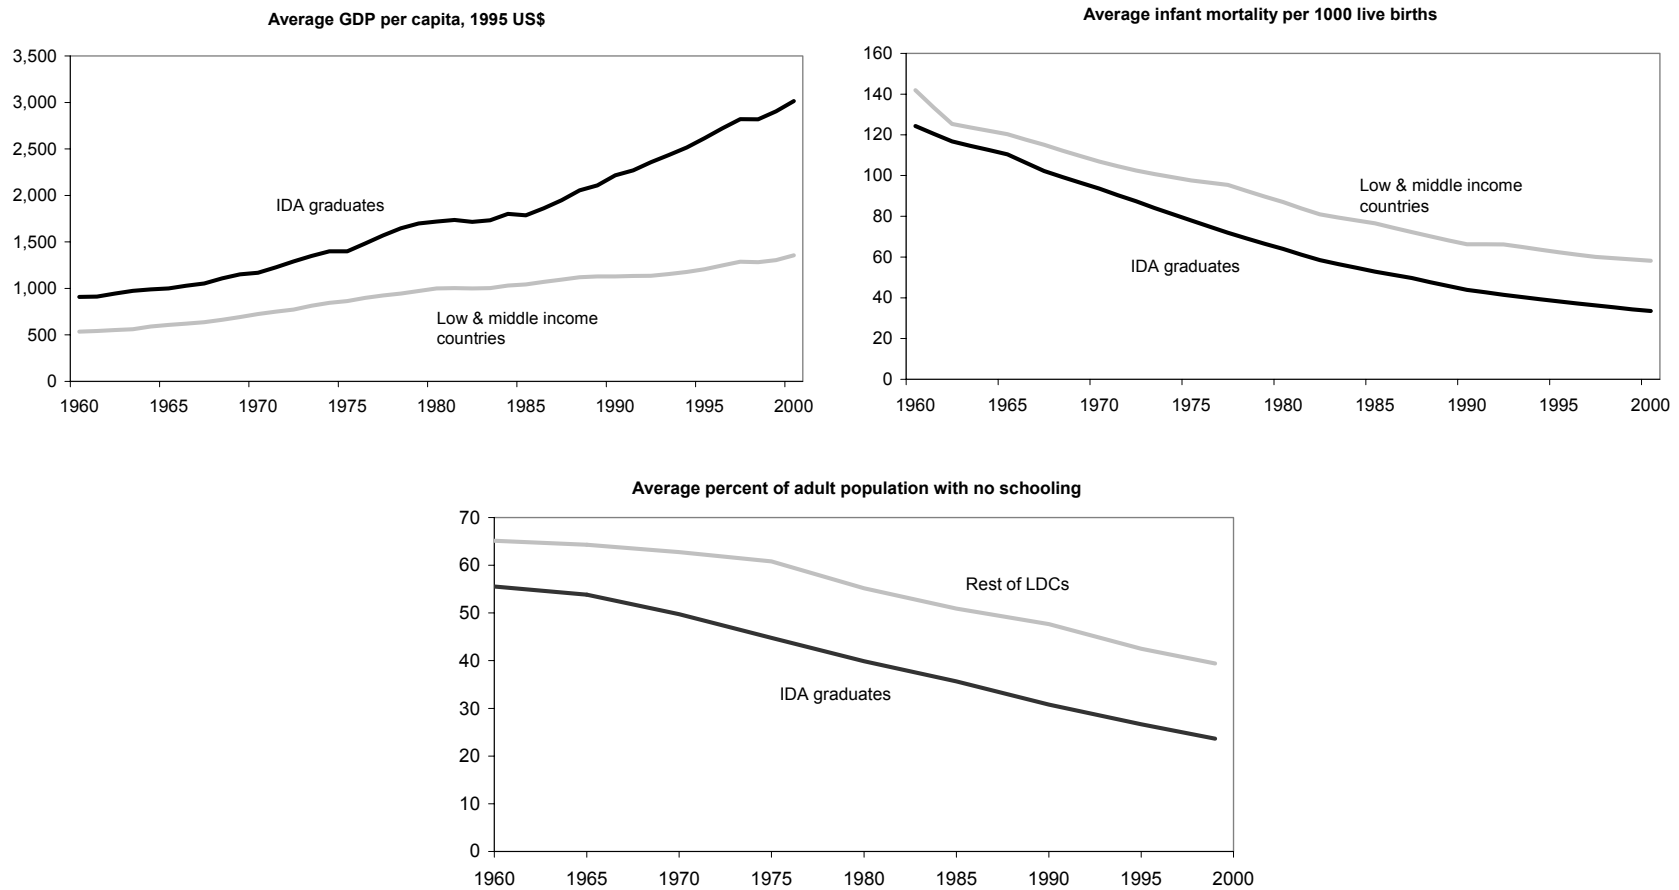 Average GDP per capita, 1995 US$
3,500
3,000
2,500
2,000
1,500
1,000
500
0
IDA graduates
Low & middle income
countries
1960 1965 1970 1975 1980 1985 1990 1995 2000
Average infant mortality per 1000 live births
160
140
120
100
80
60
40
20
0
Low & middle income
countries
IDA graduates
1960 1965 1970 1975 1980 1985 1990 1995 2000
Average percent of adult population with no schooling
70
60
50
40
30
20
10
0
Rest of LDCs
IDA graduates
1960 1965 1970 1975 1980 1985 1990 1995 2000